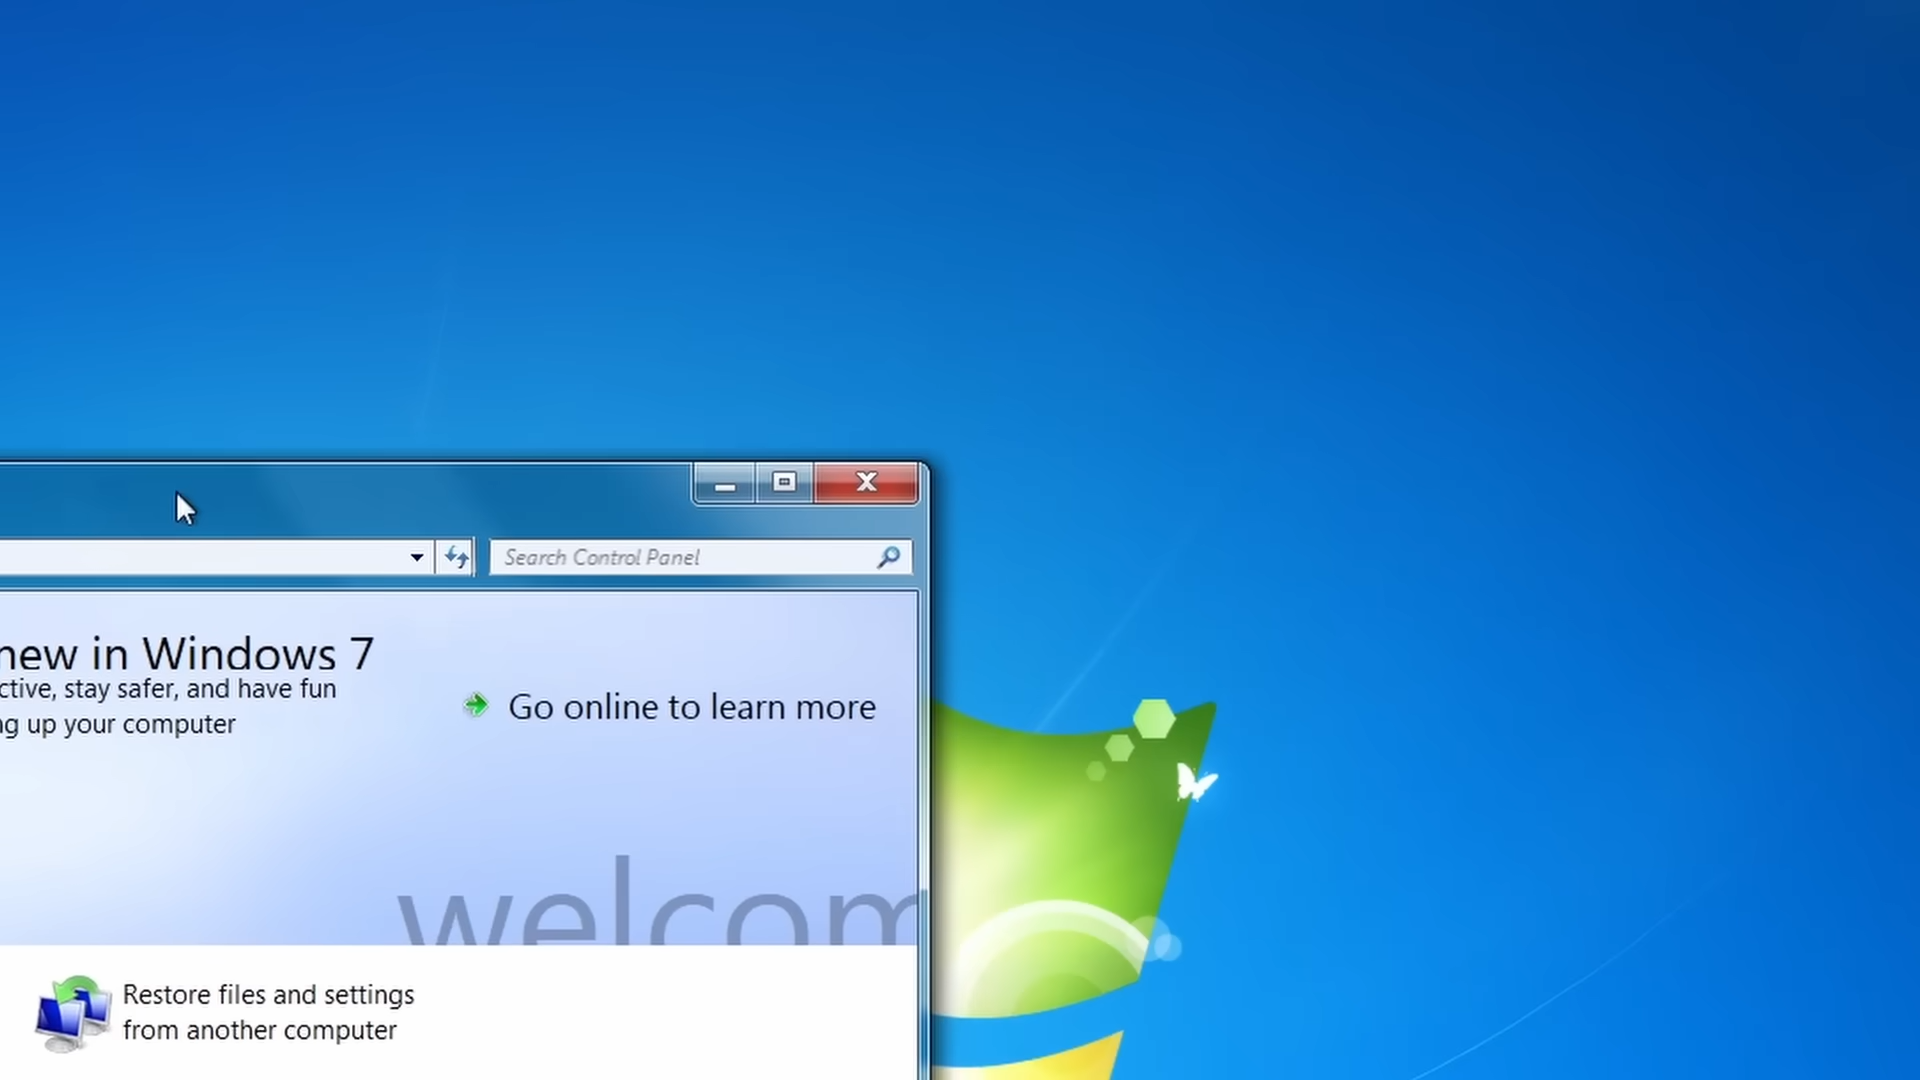 Search Control Panel
new in Windows 7
ctive, stay safer, and have fun
ng up your computer
Go online to learn more
welcom
Restore files and settings
from another computer